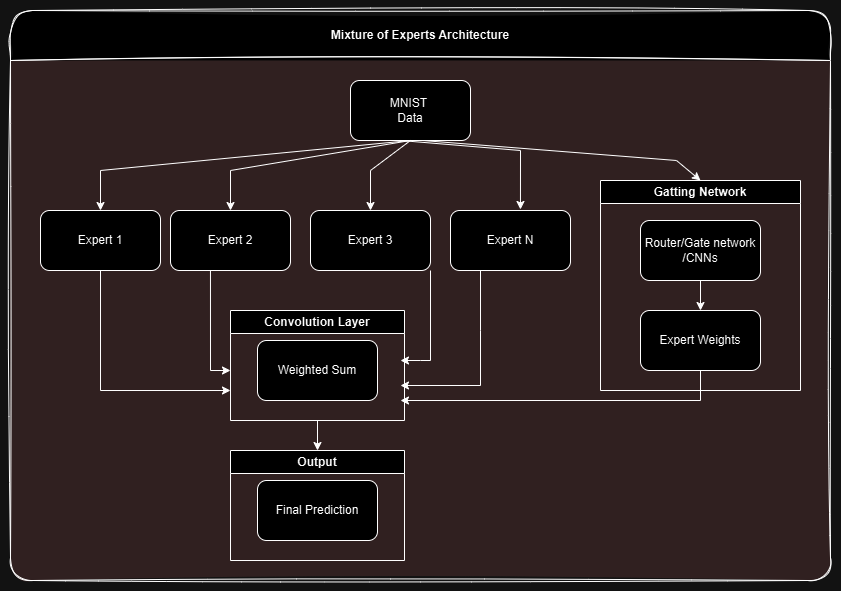 Mixture of Experts Architecture
MNIST
Data
Gatting Network
Expert 1
Expert 2
Expert 3
Expert N
Router/Gate network
/CNNs
Convolution Layer
Expert Weights
Weighted Sum
Output
Final Prediction